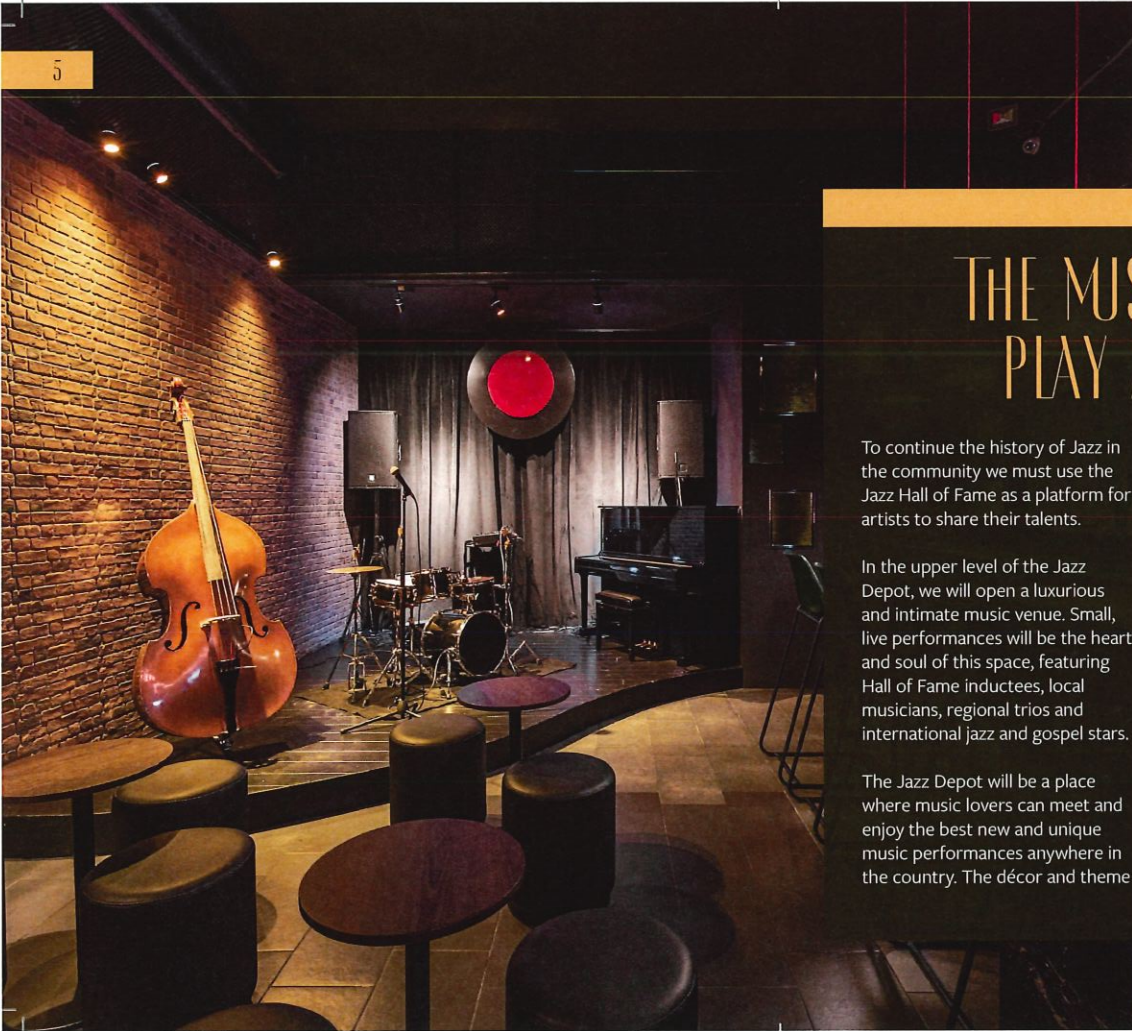 5
THE MUS
PLAY
To continue the history of Jazz in
the community we must use the
Jazz Hall of Fame as a platform for
artists to share their talents.
In the upper level of the Jazz
Depot, we will open a luxurious
and intimate music venue. Small,
live performances will be the heart
and soul of this space, featuring
Hall of Fame inductees, local
musicians, regional trios and
international jazz and gospel stars.
The Jazz Depot will be a place
where music lovers can meet and
enjoy the best new and unique
music performances anywhere in
the country. The décor and theme